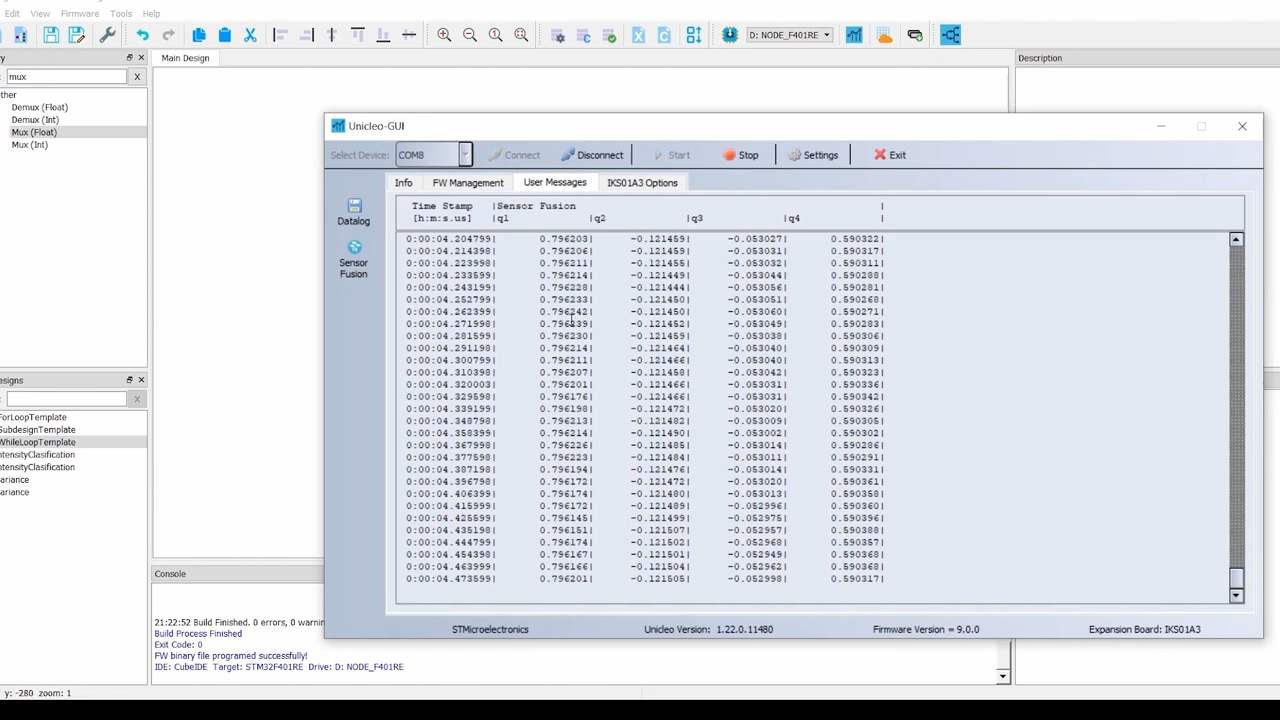 Edit View Firmware Tools Help
D: NODE_F401RE
ry
mux X
ther
Demux (Float)
Demux (Int)
Mux (Float)
Mux (Int)
esigns
X
ForLoopTemplate
SubdesignTemplate
WhileLoopTemplate
ntensityClasification
ntensityClasification
ariance
ariance
Main Design
Description
Unicleo-GUI
Select Device: COM8 Connect Disconnect Start Stop Settings Exit
Info FW Management User Messages IKS01A3 Options
Datalog
Sensor
Fusion
Time Stamp |Sensor Fusion |
[h:m:s.us] |q1 |q2 |q3 |q4 |
0:00:04.204799| 0.796203| -0.121459| -0.053027| 0.590322|
0:00:04.214398| 0.796206| -0.121459| -0.053031| 0.590317|
0:00:04.223998| 0.796211| -0.121455| -0.053032| 0.590311|
0:00:04.233599| 0.796214| -0.121449| -0.053044| 0.590288|
0:00:04.243199| 0.796228| -0.121444| -0.053056| 0.590281|
0:00:04.252799| 0.796233| -0.121450| -0.053051| 0.590268|
0:00:04.262399| 0.796242| -0.121450| -0.053060| 0.590271|
0:00:04.271998| 0.796239| -0.121452| -0.053049| 0.590283|
0:00:04.281599| 0.796230| -0.121459| -0.053038| 0.590306|
0:00:04.291198| 0.796214| -0.121464| -0.053040| 0.590309|
0:00:04.300799| 0.796211| -0.121466| -0.053040| 0.590313|
0:00:04.310398| 0.796207| -0.121458| -0.053042| 0.590323|
0:00:04.320003| 0.796201| -0.121466| -0.053031| 0.590336|
0:00:04.329598| 0.796176| -0.121466| -0.053031| 0.590342|
0:00:04.339199| 0.796198| -0.121472| -0.053020| 0.590326|
0:00:04.348798| 0.796213| -0.121482| -0.053009| 0.590305|
0:00:04.358399| 0.796214| -0.121490| -0.053002| 0.590302|
0:00:04.367998| 0.796226| -0.121485| -0.053014| 0.590286|
0:00:04.377598| 0.796223| -0.121484| -0.053011| 0.590291|
0:00:04.387198| 0.796194| -0.121476| -0.053014| 0.590331|
0:00:04.396798| 0.796172| -0.121472| -0.053020| 0.590361|
0:00:04.406399| 0.796174| -0.121480| -0.053013| 0.590358|
0:00:04.415999| 0.796172| -0.121489| -0.052996| 0.590360|
0:00:04.425599| 0.796145| -0.121499| -0.052975| 0.590396|
0:00:04.435198| 0.796151| -0.121507| -0.052957| 0.590388|
0:00:04.444799| 0.796174| -0.121502| -0.052968| 0.590357|
0:00:04.454398| 0.796167| -0.121501| -0.052949| 0.590368|
0:00:04.463999| 0.796166| -0.121504| -0.052962| 0.590368|
0:00:04.473599| 0.796201| -0.121505| -0.052998| 0.590317|
STMicroelectronics Unicleo Version: 1.22.0.11480 Firmware Version = 9.0.0 Expansion Board: IKS01A3
Console
21:22:52 Build Finished. 0 errors, 0 warnin
Build Process Finished
Exit Code: 0
FW binary file programed successfully!
IDE: CubeIDE Target: STM32F401RE Drive: D: NODE_F401RE
y: -280 zoom: 1